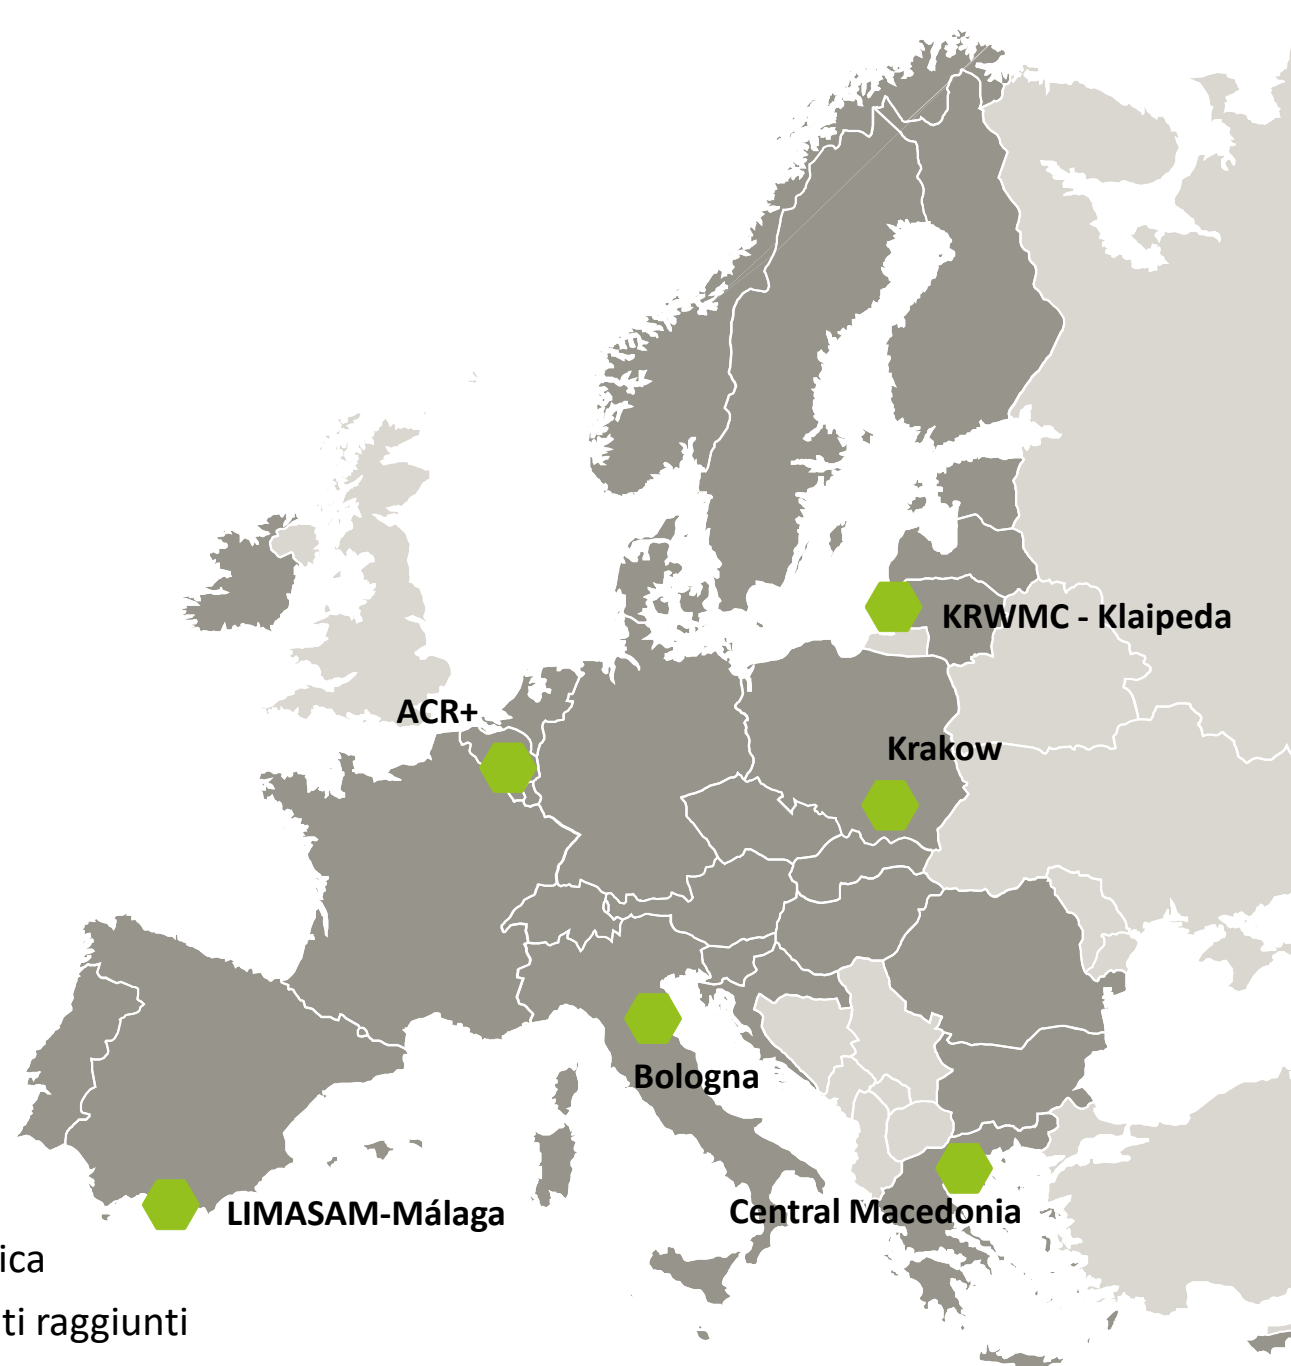 KRWMC - Klaipeda
ACR+
Krakow
Bologna
LIMASAM-Málaga
Central Macedonia
ica
ti raggiunti